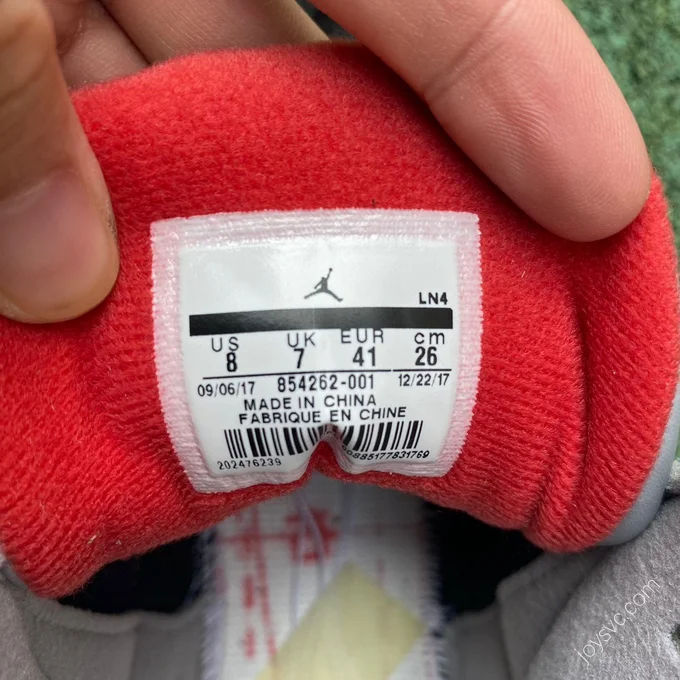 LN4
US UK EUR cm
8 7 41 26
09/06/17 854262-001 12/22/17
MADE IN CHINA
FABRIQUE EN CHINE
202476239
joysvc.com